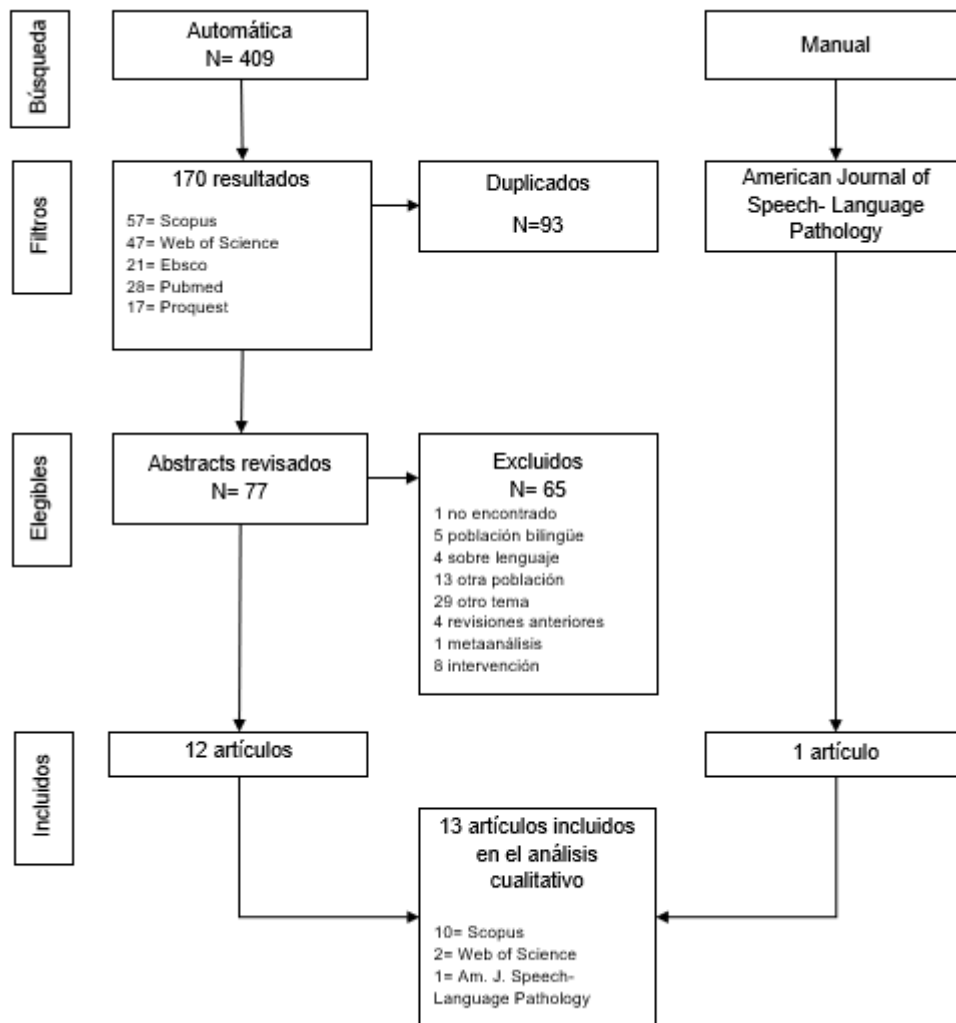 Búsqueda
Automática
N= 409
Manual
Filtros
170 resultados
57= Scopus
47= Web of Science
21= Ebsco
28= Pubmed
17= Proquest
Duplicados
N=93
American Journal of
Speech- Language
Pathology
Elegibles
Abstracts revisados
N= 77
Excluidos
N= 65
1 no encontrado
5 población bilingüe
4 sobre lenguaje
13 otra población
29 otro tema
4 revisiones anteriores
1 metaanálisis
8 intervención
Incluidos
12 artículos
1 artículo
13 artículos incluidos
en el análisis
cualitativo
10= Scopus
2= Web of Science
1= Am. J. Speech-
Language Pathology